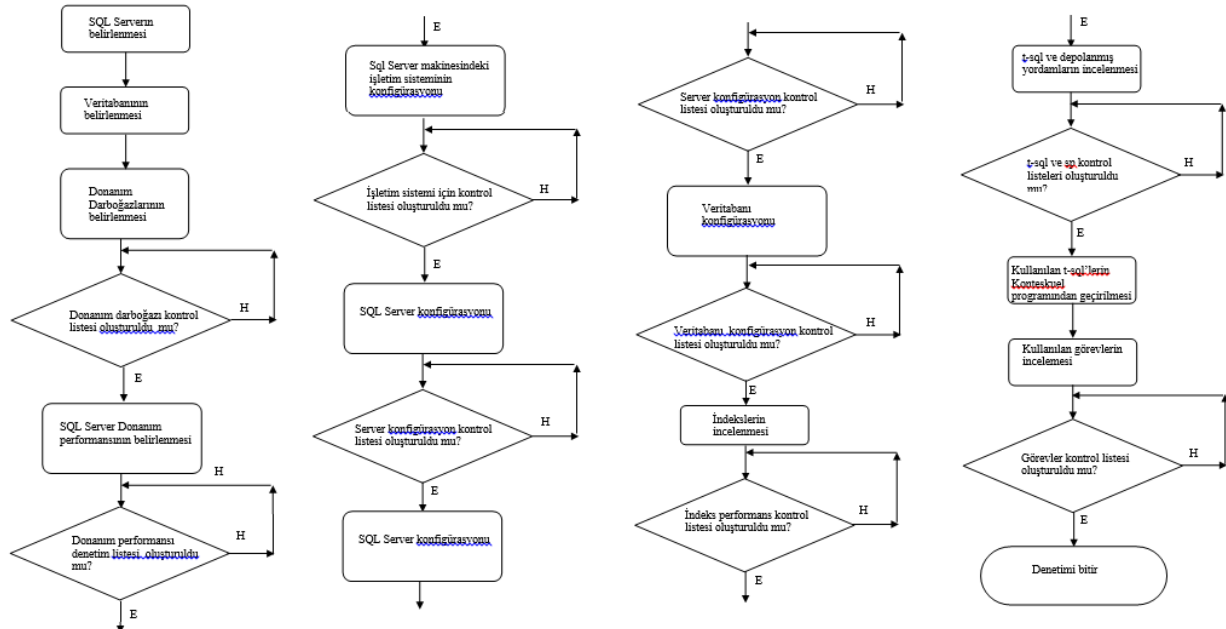 SQL Serverın
belirlenmesi
Veritabanının
belirlenmesi
Donanım
Darboğazlarının
belirlenmesi
Donanım darboğazı kontrol
listesi oluşturuldu mu?
H
E
SQL Server Donanım
performansının belirlenmesi
H
Donanım performansı
denetim listesi oluşturuldu
mu?
H
E
E
Sql Server makinesindeki
işletim sisteminin
konfigürasyonu
İşletim sistemi için kontrol
listesi oluşturuldu mu?
H
E
SQL Server konfigürasyonu
Server konfigürasyon kontrol
listesi oluşturuldu mu?
H
E
SQL Server konfigürasyonu
Server konfigürasyon kontrol
listesi oluşturuldu mu?
H
E
Veritabanı
konfigürasyonu
Veritabanı konfigürasyon kontrol
listesi oluşturuldu mu?
H
E
İndekslerin
incelenmesi
İndeks performans kontrol
listesi oluşturuldu mu?
H
E
E
t-sql ve depolanmış
yordamların incelenmesi
t-sql ve sp kontrol
listeleri oluşturuldu
mu?
H
E
Kullanılan t-sql'lerin
Konteskuel
programından geçirilmesi
Kullanılan görevlerin
incelemesi
Görevler kontrol listesi
oluşturuldu mu?
H
E
Denetimi bitir